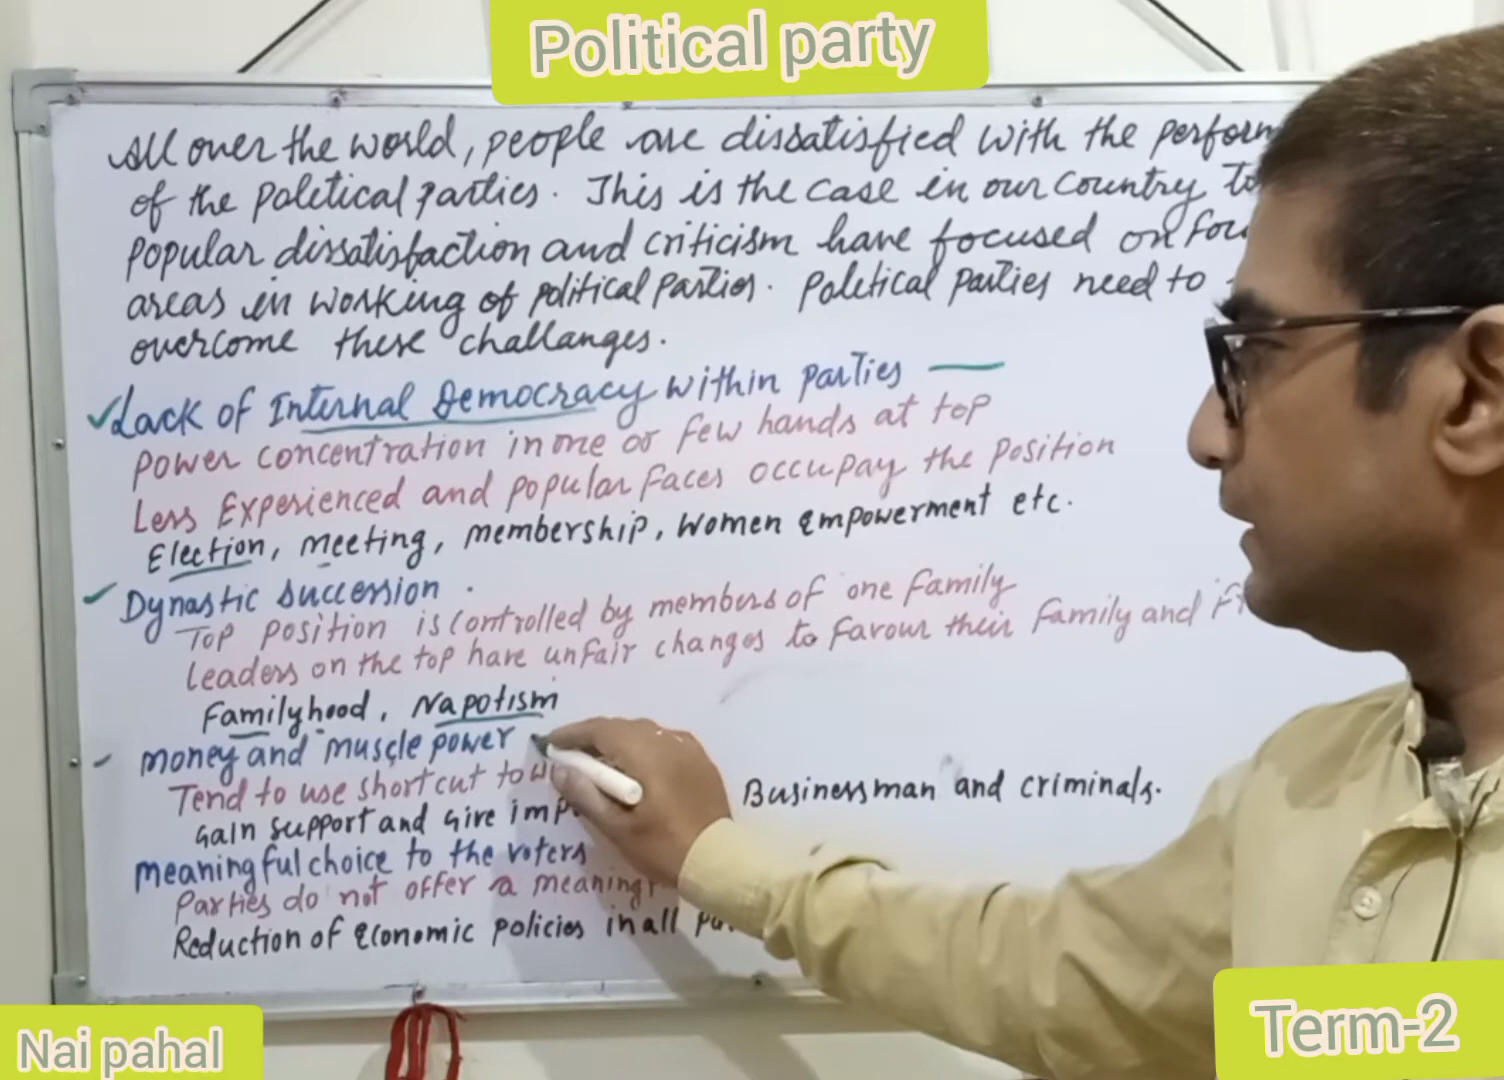 Political party
All over the world, people are dissatisfied with the perform
of the political parties. This is the case in our country to
popular dissatisfaction and criticism have focused on fou
areas in working of political parties. political parties need to
overcome these challanges.
Lack of Internal Democracy within parties —
power concentration in one or few hands at top
Less Experienced and popular faces occupay the position
Election, meeting, membership, women empowerment etc.
Dynastic succession.
Top position is controlled by members of one family
leaders on the top have unfair changes to favour their family and
Familyhood, Napotism
- money and muscle power
Tend to use short cut to
Gain support and give imp Businessman and criminals.
meaningful choice to the voters
Parties do not offer a meaning
Reduction of economic policies in all
Nai pahal
Term-2